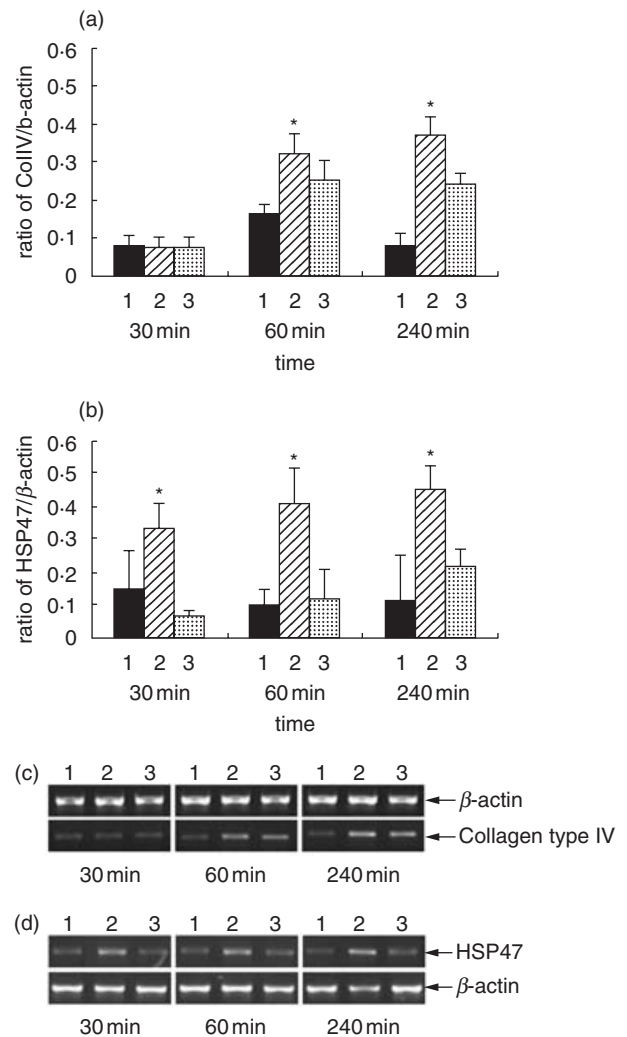 (a)
ratio of ColIV/b-actin
0·6
0·5
0·4
0·3
0·2
0·1
0
* *
1 2 3 1 2 3 1 2 3
30 min 60 min 240 min
time
(b)
ratio of HSP47/β-actin
0·6
0·5
0·4
0·3
0·2
0·1
0
* * *
1 2 3 1 2 3 1 2 3
30 min 60 min 240 min
time
(c) 1 2 3 1 2 3 1 2 3
β-actin
Collagen type IV
30 min 60 min 240 min
(d) 1 2 3 1 2 3 1 2 3
HSP47
β-actin
30 min 60 min 240 min